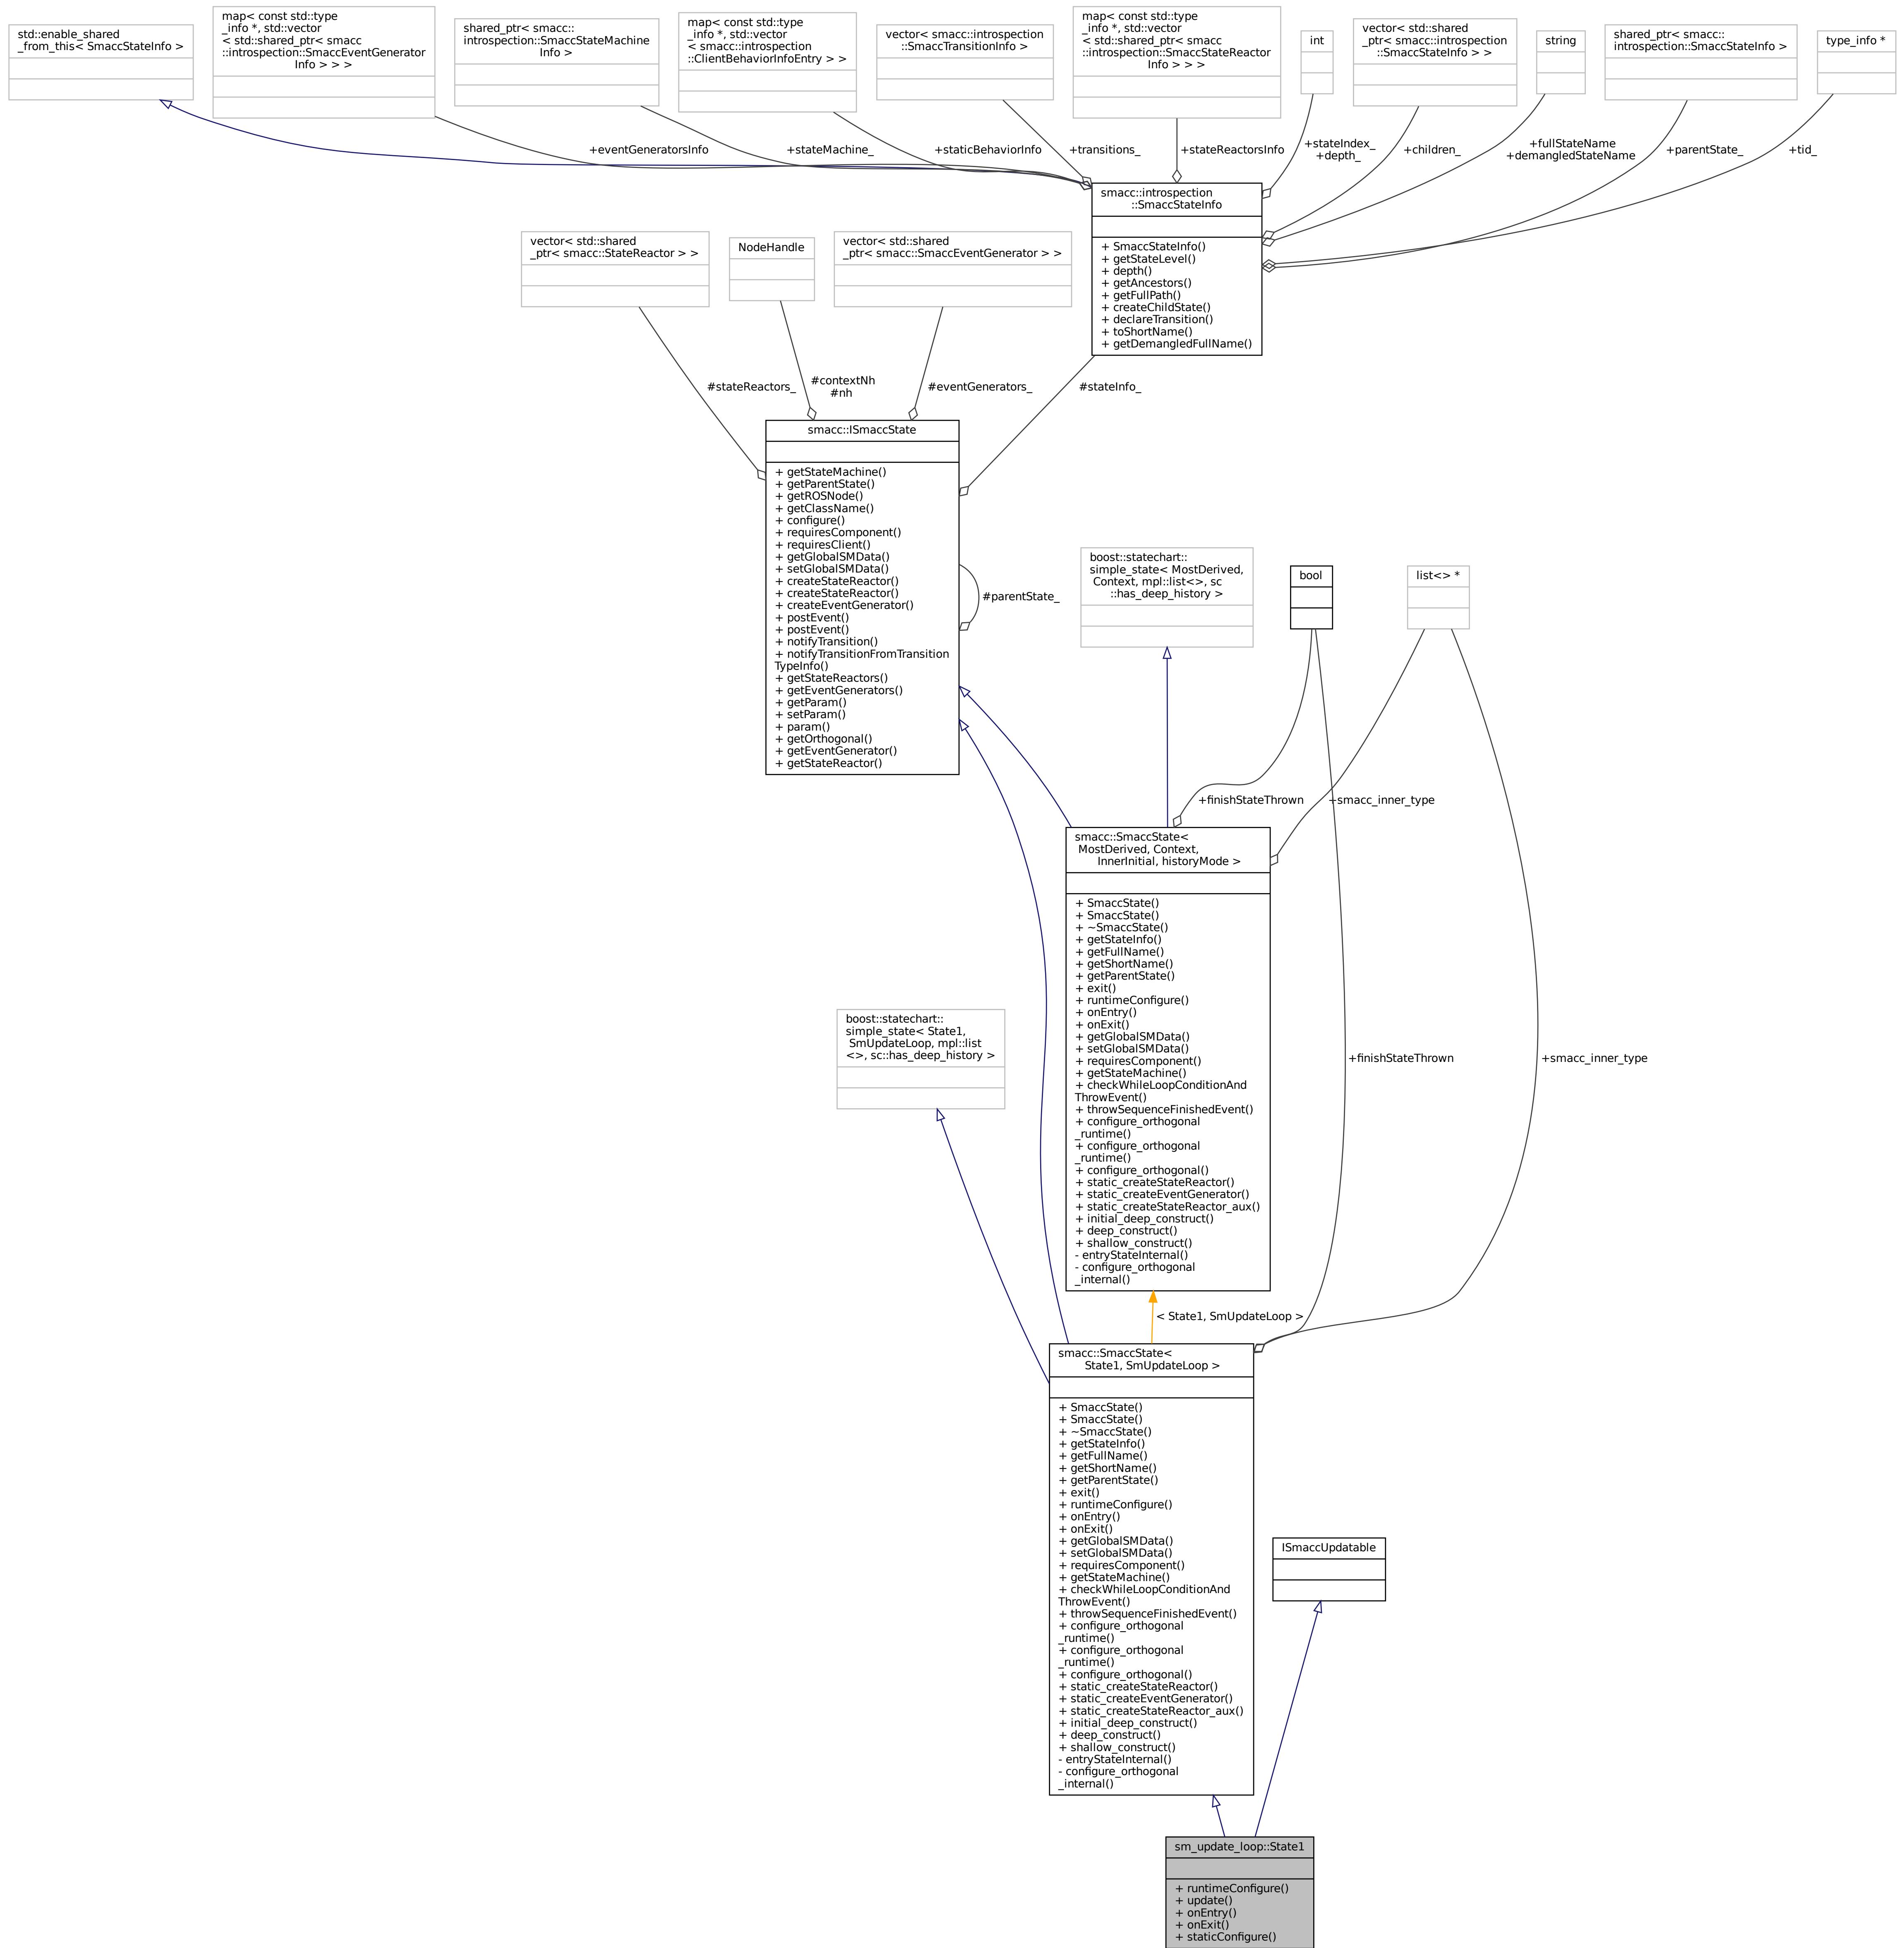 std::enable_shared
_from_this< SmaccStateInfo >
map< const std::type
_info *, std::vector
< std::shared_ptr< smacc
::introspection::SmaccEventGenerator
Info > > >
shared_ptr< smacc::
introspection::SmaccStateMachine
Info >
map< const std::type
_info *, std::vector
< smacc::introspection
::ClientBehaviorInfoEntry > >
vector< smacc::introspection
::SmaccTransitionInfo >
map< const std::type
_info *, std::vector
< std::shared_ptr< smacc
::introspection::SmaccStateReactor
Info > > >
int
vector< std::shared
_ptr< smacc::introspection
::SmaccStateInfo > >
string
shared_ptr< smacc::
introspection::SmaccStateInfo >
type_info *
+eventGeneratorsInfo
+stateMachine_
+staticBehaviorInfo
+transitions_
+stateReactorsInfo
+stateIndex_
+depth_
+children_
+fullStateName
+demangledStateName
+parentState_
+tid_
smacc::introspection
::SmaccStateInfo
+ SmaccStateInfo()
+ getStateLevel()
+ depth()
+ getAncestors()
+ getFullPath()
+ createChildState()
+ declareTransition()
+ toShortName()
+ getDemangledFullName()
vector< std::shared
_ptr< smacc::StateReactor > >
NodeHandle
vector< std::shared
_ptr< smacc::SmaccEventGenerator > >
#stateReactors_
#contextNh
#nh
#eventGenerators_
#stateInfo_
smacc::ISmaccState
+ getStateMachine()
+ getParentState()
+ getROSNode()
+ getClassName()
+ configure()
+ requiresComponent()
+ requiresClient()
+ getGlobalSMData()
+ setGlobalSMData()
+ createStateReactor()
+ createStateReactor()
+ createEventGenerator()
+ postEvent()
+ postEvent()
+ notifyTransition()
+ notifyTransitionFromTransition
TypeInfo()
+ getStateReactors()
+ getEventGenerators()
+ getParam()
+ setParam()
+ param()
+ getOrthogonal()
+ getEventGenerator()
+ getStateReactor()
#parentState_
boost::statechart::
simple_state< MostDerived,
Context, mpl::list<>, sc
::has_deep_history >
bool
list<> *
+finishStateThrown
+smacc_inner_type
smacc::SmaccState<
MostDerived, Context,
InnerInitial, historyMode >
+ SmaccState()
+ SmaccState()
+ ~SmaccState()
+ getStateInfo()
+ getFullName()
+ getShortName()
+ getParentState()
+ exit()
+ runtimeConfigure()
+ onEntry()
+ onExit()
+ getGlobalSMData()
+ setGlobalSMData()
+ requiresComponent()
+ getStateMachine()
+ checkWhileLoopConditionAnd
ThrowEvent()
+ throwSequenceFinishedEvent()
+ configure_orthogonal
_runtime()
+ configure_orthogonal
_runtime()
+ configure_orthogonal()
+ static_createStateReactor()
+ static_createEventGenerator()
+ static_createStateReactor_aux()
+ initial_deep_construct()
+ deep_construct()
+ shallow_construct()
- entryStateInternal()
- configure_orthogonal
_internal()
boost::statechart::
simple_state< State1,
SmUpdateLoop, mpl::list
<>, sc::has_deep_history >
+finishStateThrown
+smacc_inner_type
< State1, SmUpdateLoop >
smacc::SmaccState<
State1, SmUpdateLoop >
+ SmaccState()
+ SmaccState()
+ ~SmaccState()
+ getStateInfo()
+ getFullName()
+ getShortName()
+ getParentState()
+ exit()
+ runtimeConfigure()
+ onEntry()
+ onExit()
+ getGlobalSMData()
+ setGlobalSMData()
+ requiresComponent()
+ getStateMachine()
+ checkWhileLoopConditionAnd
ThrowEvent()
+ throwSequenceFinishedEvent()
+ configure_orthogonal
_runtime()
+ configure_orthogonal
_runtime()
+ configure_orthogonal()
+ static_createStateReactor()
+ static_createEventGenerator()
+ static_createStateReactor_aux()
+ initial_deep_construct()
+ deep_construct()
+ shallow_construct()
- entryStateInternal()
- configure_orthogonal
_internal()
ISmaccUpdatable
sm_update_loop::State1
+ runtimeConfigure()
+ update()
+ onEntry()
+ onExit()
+ staticConfigure()